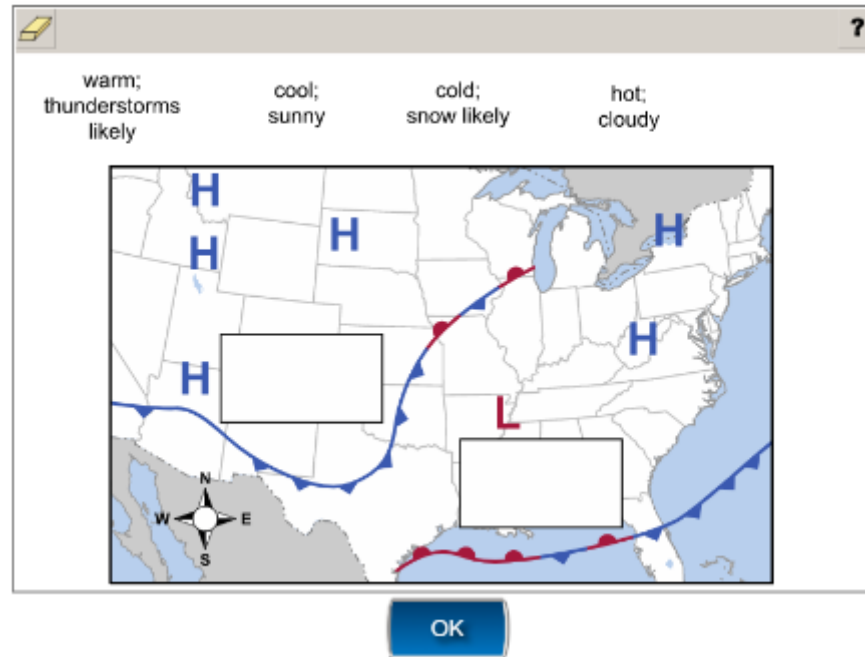 ?
warm;
thunderstorms
likely
cool;
sunny
cold;
snow likely
hot;
cloudy
H
H
H
H
H
H
L
N
W E
S
OK